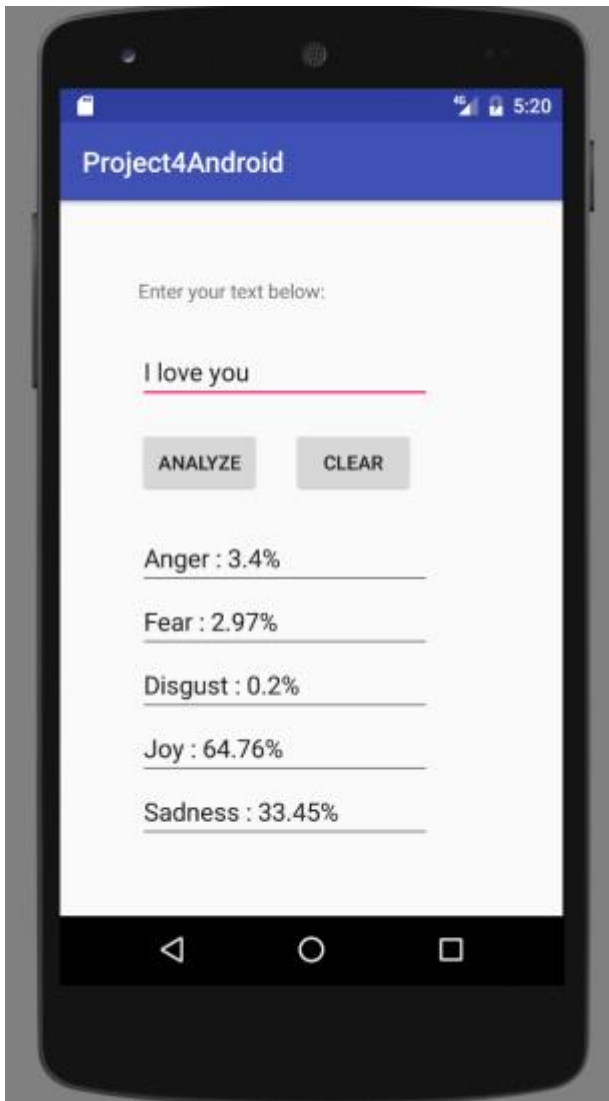 4G 5:20
Project4Android
Enter your text below:
I love you
ANALYZE CLEAR
Anger : 3.4%
Fear : 2.97%
Disgust : 0.2%
Joy : 64.76%
Sadness : 33.45%